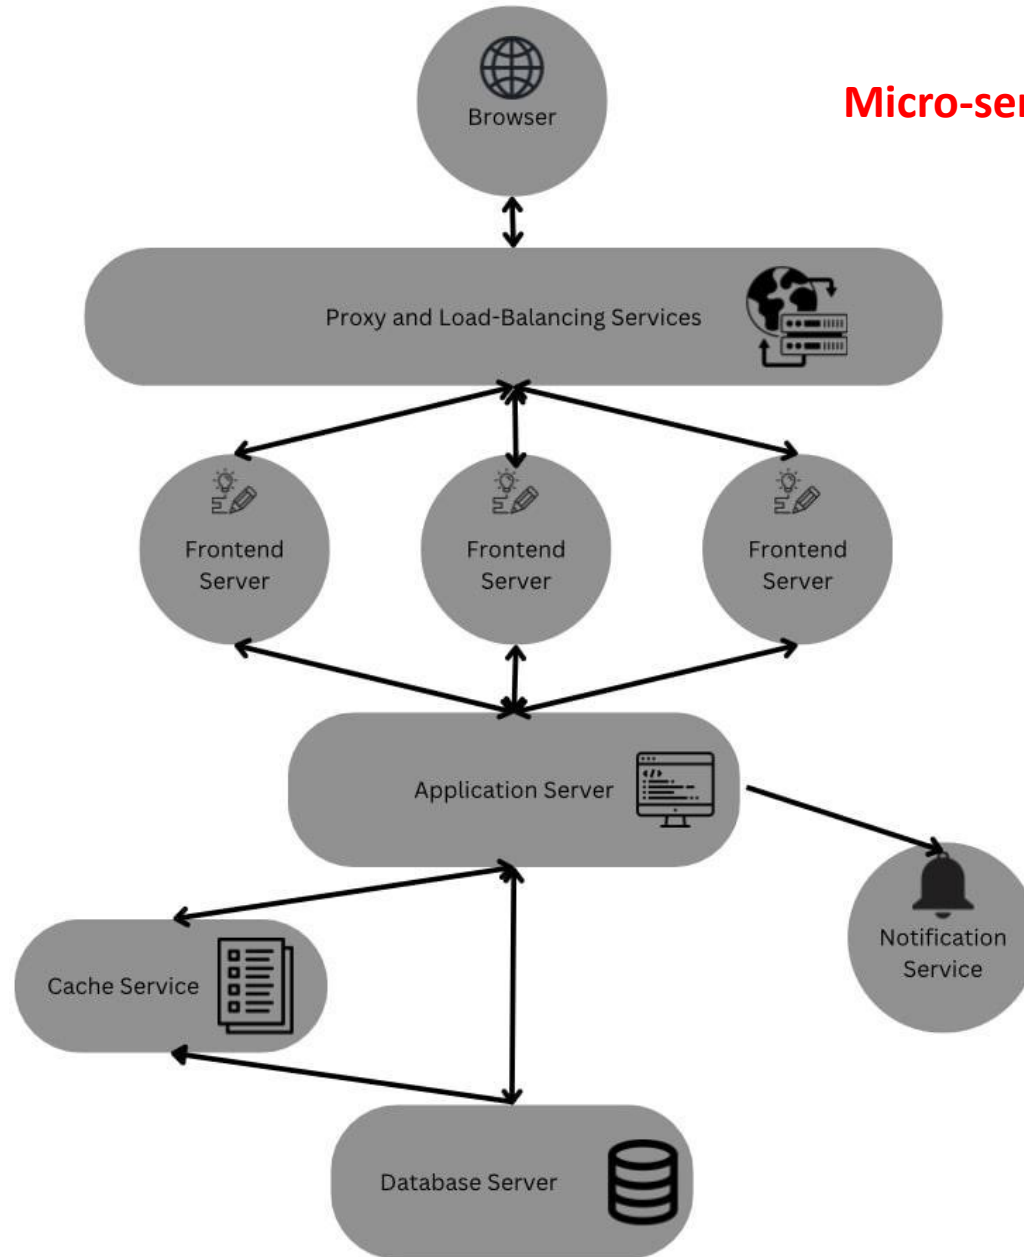 Browser
Micro-ser
Proxy and Load-Balancing Services
Frontend
Server
Frontend
Server
Frontend
Server
Application Server
Notification
Service
Cache Service
Database Server